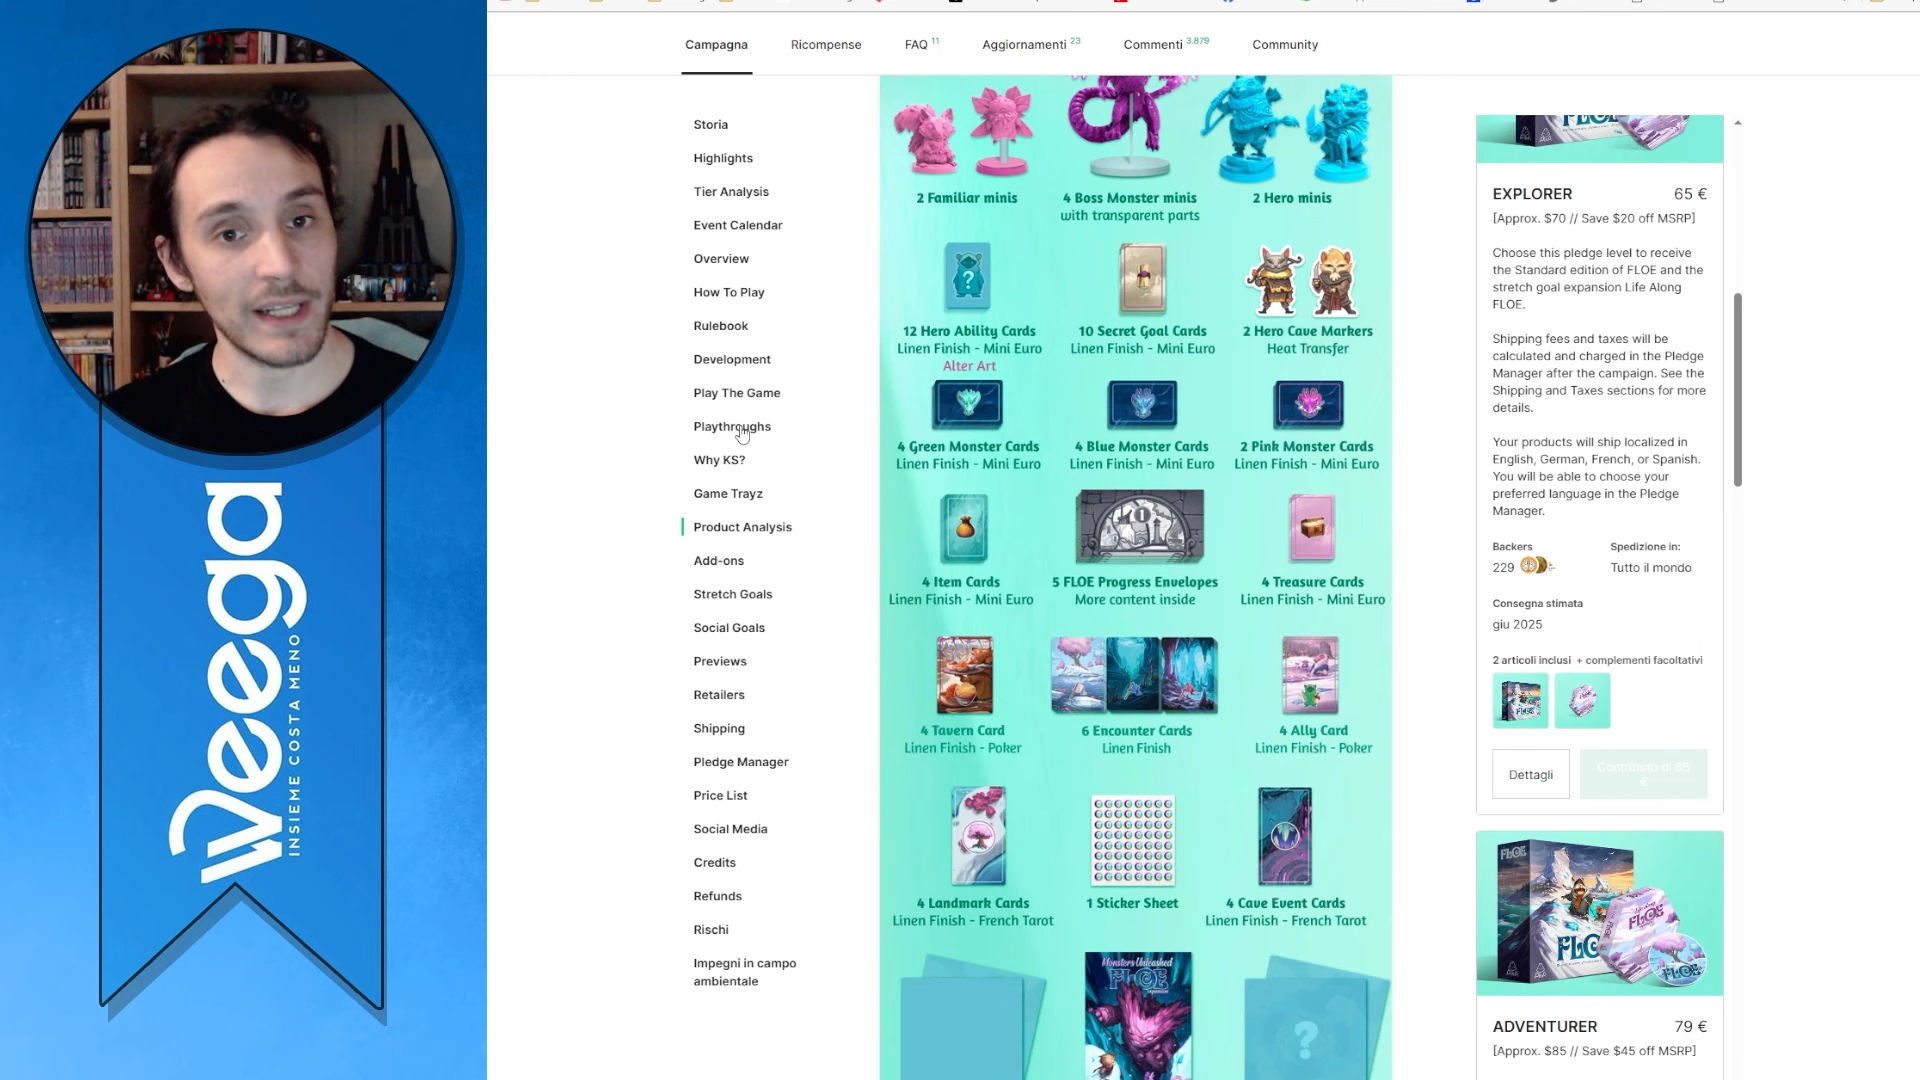 Weega
INSIEME COSTA MENO
Campagna
Ricompense
FAQ 11
Aggiornamenti 23
Commenti 3.879
Community
Storia
Highlights
Tier Analysis
Event Calendar
Overview
How To Play
Rulebook
Development
Play The Game
Playthroughs
Why KS?
Game Trayz
Product Analysis
Add-ons
Stretch Goals
Social Goals
Previews
Retailers
Shipping
Pledge Manager
Price List
Social Media
Credits
Refunds
Rischi
Impegni in campo
ambientale
2 Familiar minis
4 Boss Monster minis
with transparent parts
2 Hero minis
12 Hero Ability Cards
Linen Finish - Mini Euro
Alter Art
10 Secret Goal Cards
Linen Finish - Mini Euro
2 Hero Cave Markers
Heat Transfer
4 Green Monster Cards
Linen Finish - Mini Euro
4 Blue Monster Cards
Linen Finish - Mini Euro
2 Pink Monster Cards
Linen Finish - Mini Euro
1
4 Item Cards
Linen Finish - Mini Euro
5 FLOE Progress Envelopes
More content inside
4 Treasure Cards
Linen Finish - Mini Euro
4 Tavern Card
Linen Finish - Poker
6 Encounter Cards
Linen Finish
4 Ally Card
Linen Finish - Poker
4 Landmark Cards
Linen Finish - French Tarot
1 Sticker Sheet
4 Cave Event Cards
Linen Finish - French Tarot
Monsters Unleashed
FLOE
?
?
EXPLORER
65 €
[Approx. $70 // Save $20 off MSRP]
Choose this pledge level to receive
the Standard edition of FLOE and the
stretch goal expansion Life Along
FLOE.
Shipping fees and taxes will be
calculated and charged in the Pledge
Manager after the campaign. See the
Shipping and Taxes sections for more
details.
Your products will ship localized in
English, German, French, or Spanish.
You will be able to choose your
preferred language in the Pledge
Manager.
Backers
229
Spedizione in:
Tutto il mondo
Consegna stimata
giu 2025
2 articoli inclusi + complementi facoltativi
Dettagli
Contributo di 65
€
FLOE
FLOE
FLOE
ADVENTURER
79 €
[Approx. $85 // Save $45 off MSRP]